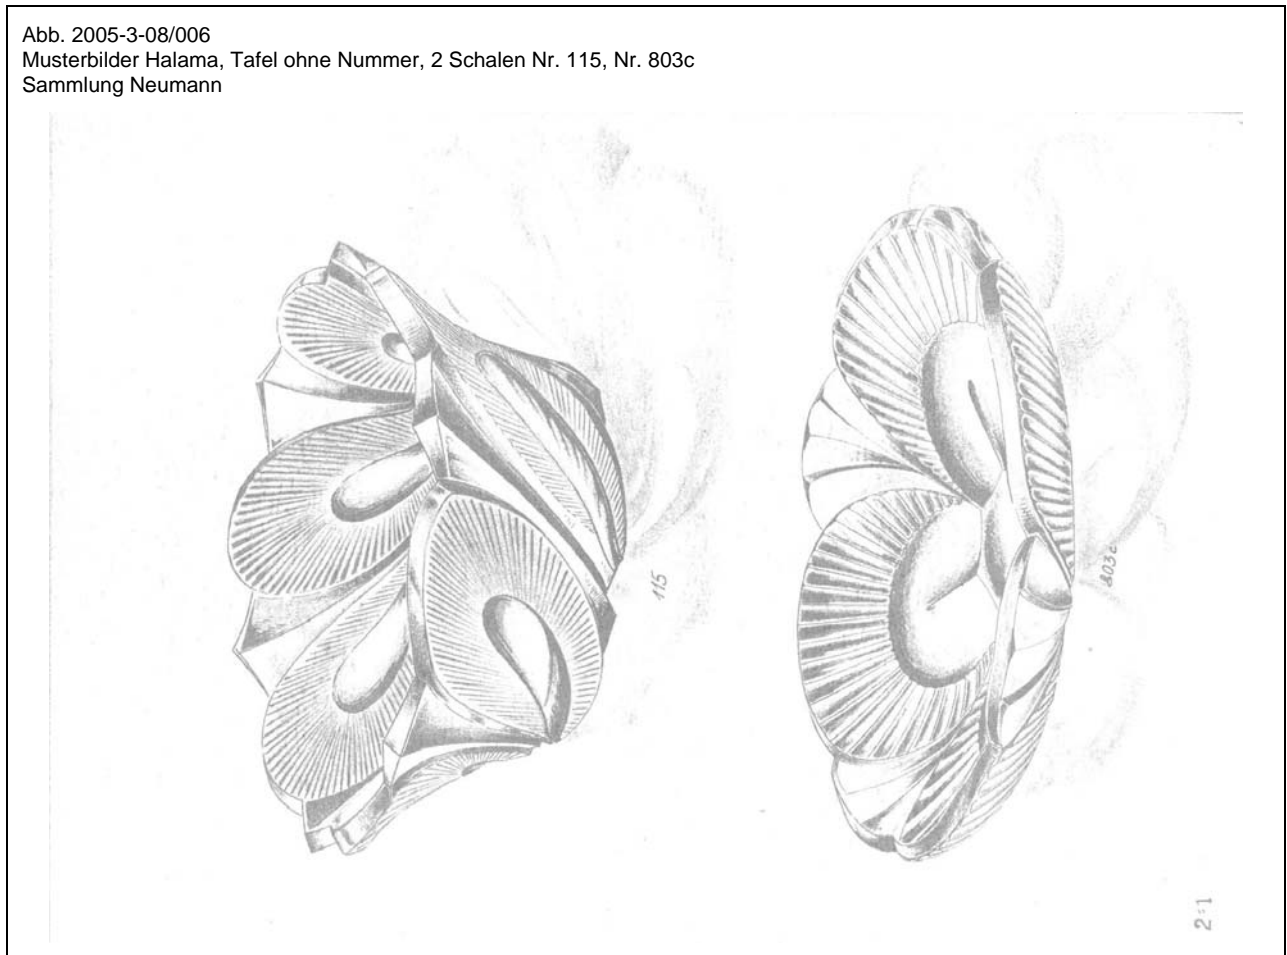 Abb. 2005-3-08/006
Musterbilder Halama, Tafel ohne Nummer, 2 Schalen Nr. 115, Nr. 803c
Sammlung Neumann
115
803c
2:1